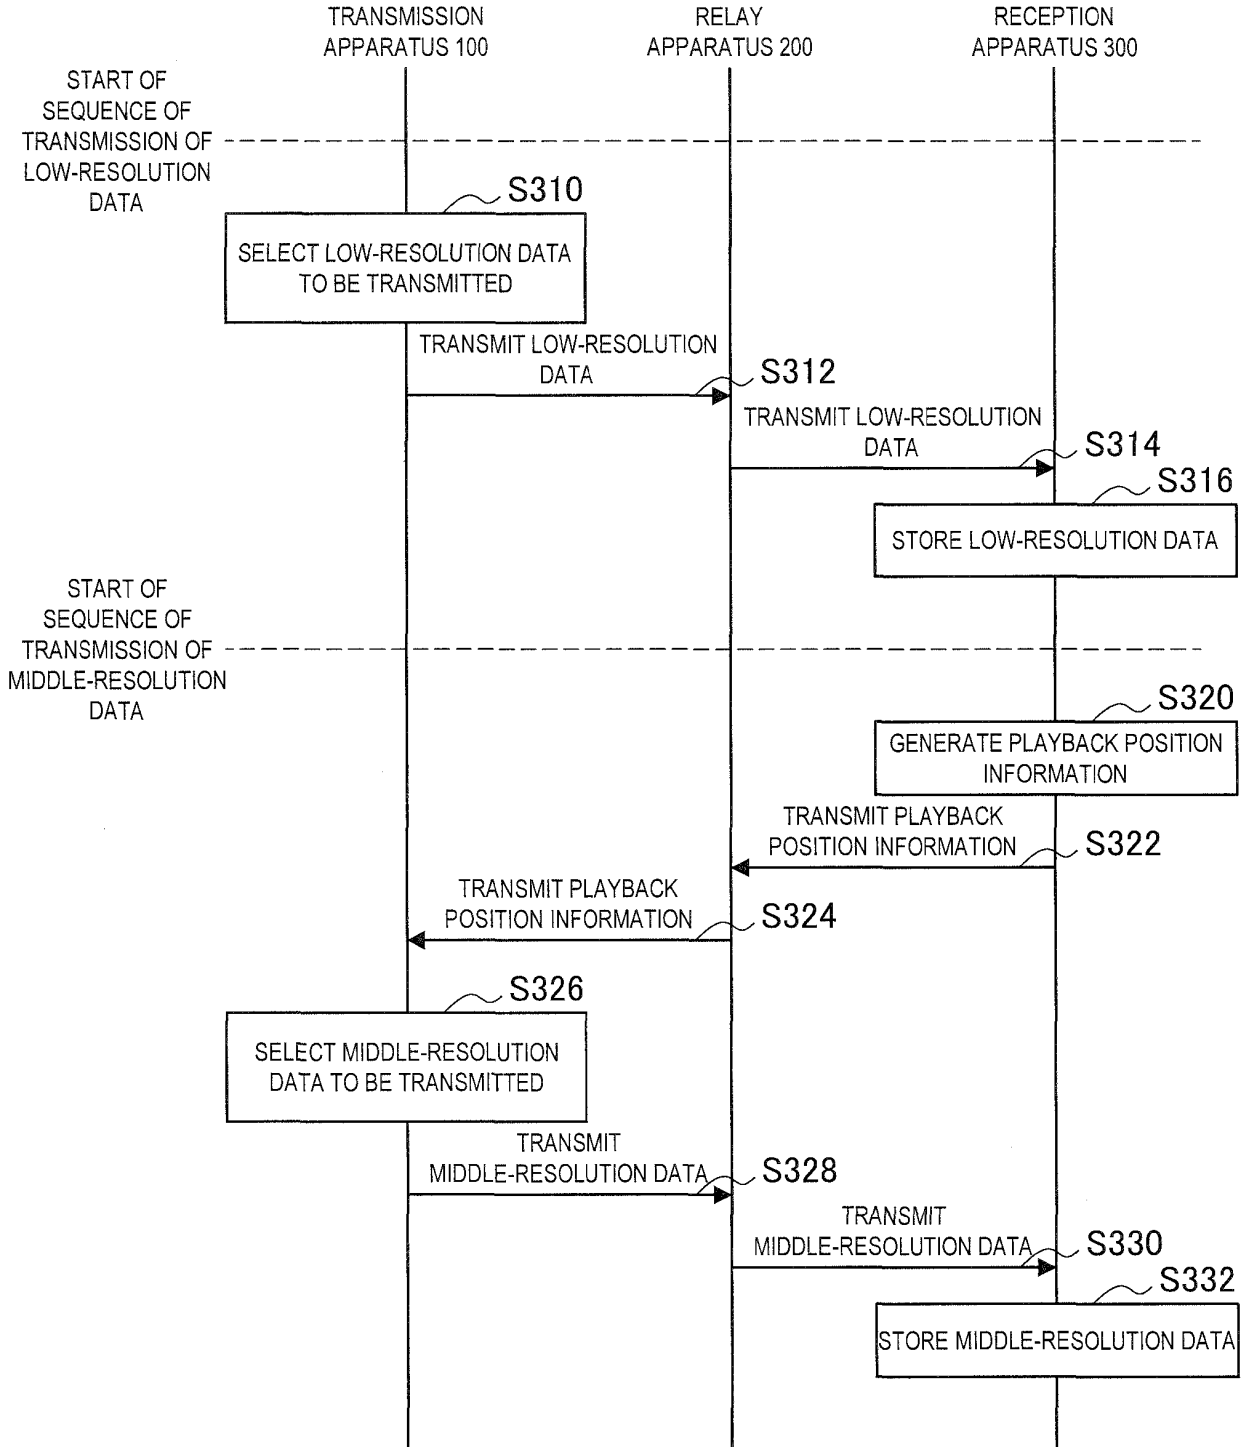 TRANSMISSION
APPARATUS 100
RELAY
APPARATUS 200
RECEPTION
APPARATUS 300
START OF
SEQUENCE OF
TRANSMISSION OF
LOW-RESOLUTION
DATA
S310
SELECT LOW-RESOLUTION DATA
TO BE TRANSMITTED
TRANSMIT LOW-RESOLUTION
DATA
S312
TRANSMIT LOW-RESOLUTION
DATA
S314
S316
STORE LOW-RESOLUTION DATA
START OF
SEQUENCE OF
TRANSMISSION OF
MIDDLE-RESOLUTION
DATA
S320
GENERATE PLAYBACK POSITION
INFORMATION
TRANSMIT PLAYBACK
POSITION INFORMATION
S322
TRANSMIT PLAYBACK
POSITION INFORMATION
S324
S326
SELECT MIDDLE-RESOLUTION
DATA TO BE TRANSMITTED
TRANSMIT
MIDDLE-RESOLUTION DATA
S328
TRANSMIT
MIDDLE-RESOLUTION DATA
S330
S332
STORE MIDDLE-RESOLUTION DATA